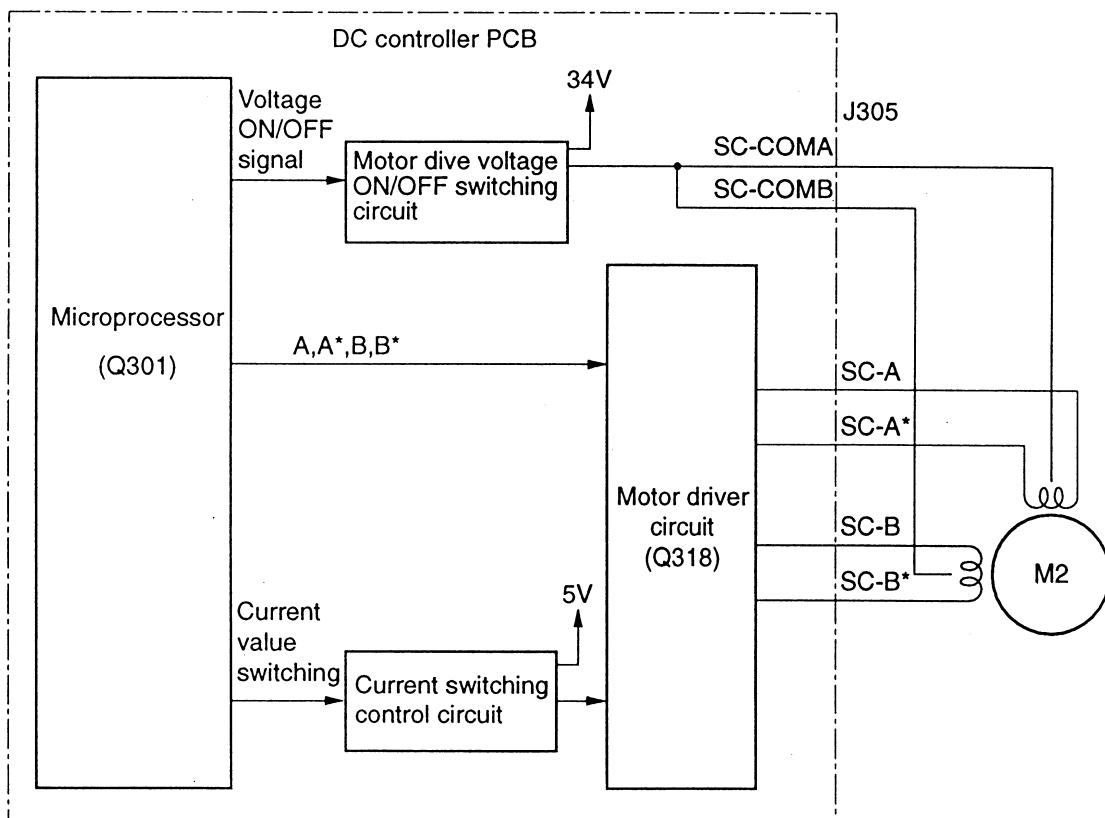 DC controller PCB
34V
J305
Voltage
ON/OFF
signal
Motor dive voltage
ON/OFF switching
circuit
SC-COMA
SC-COMB
Microprocessor
(Q301)
A,A*,B,B*
SC-A
SC-A*
Motor driver
circuit
(Q318)
SC-B
SC-B*
M2
Current
value
switching
5V
Current switching
control circuit